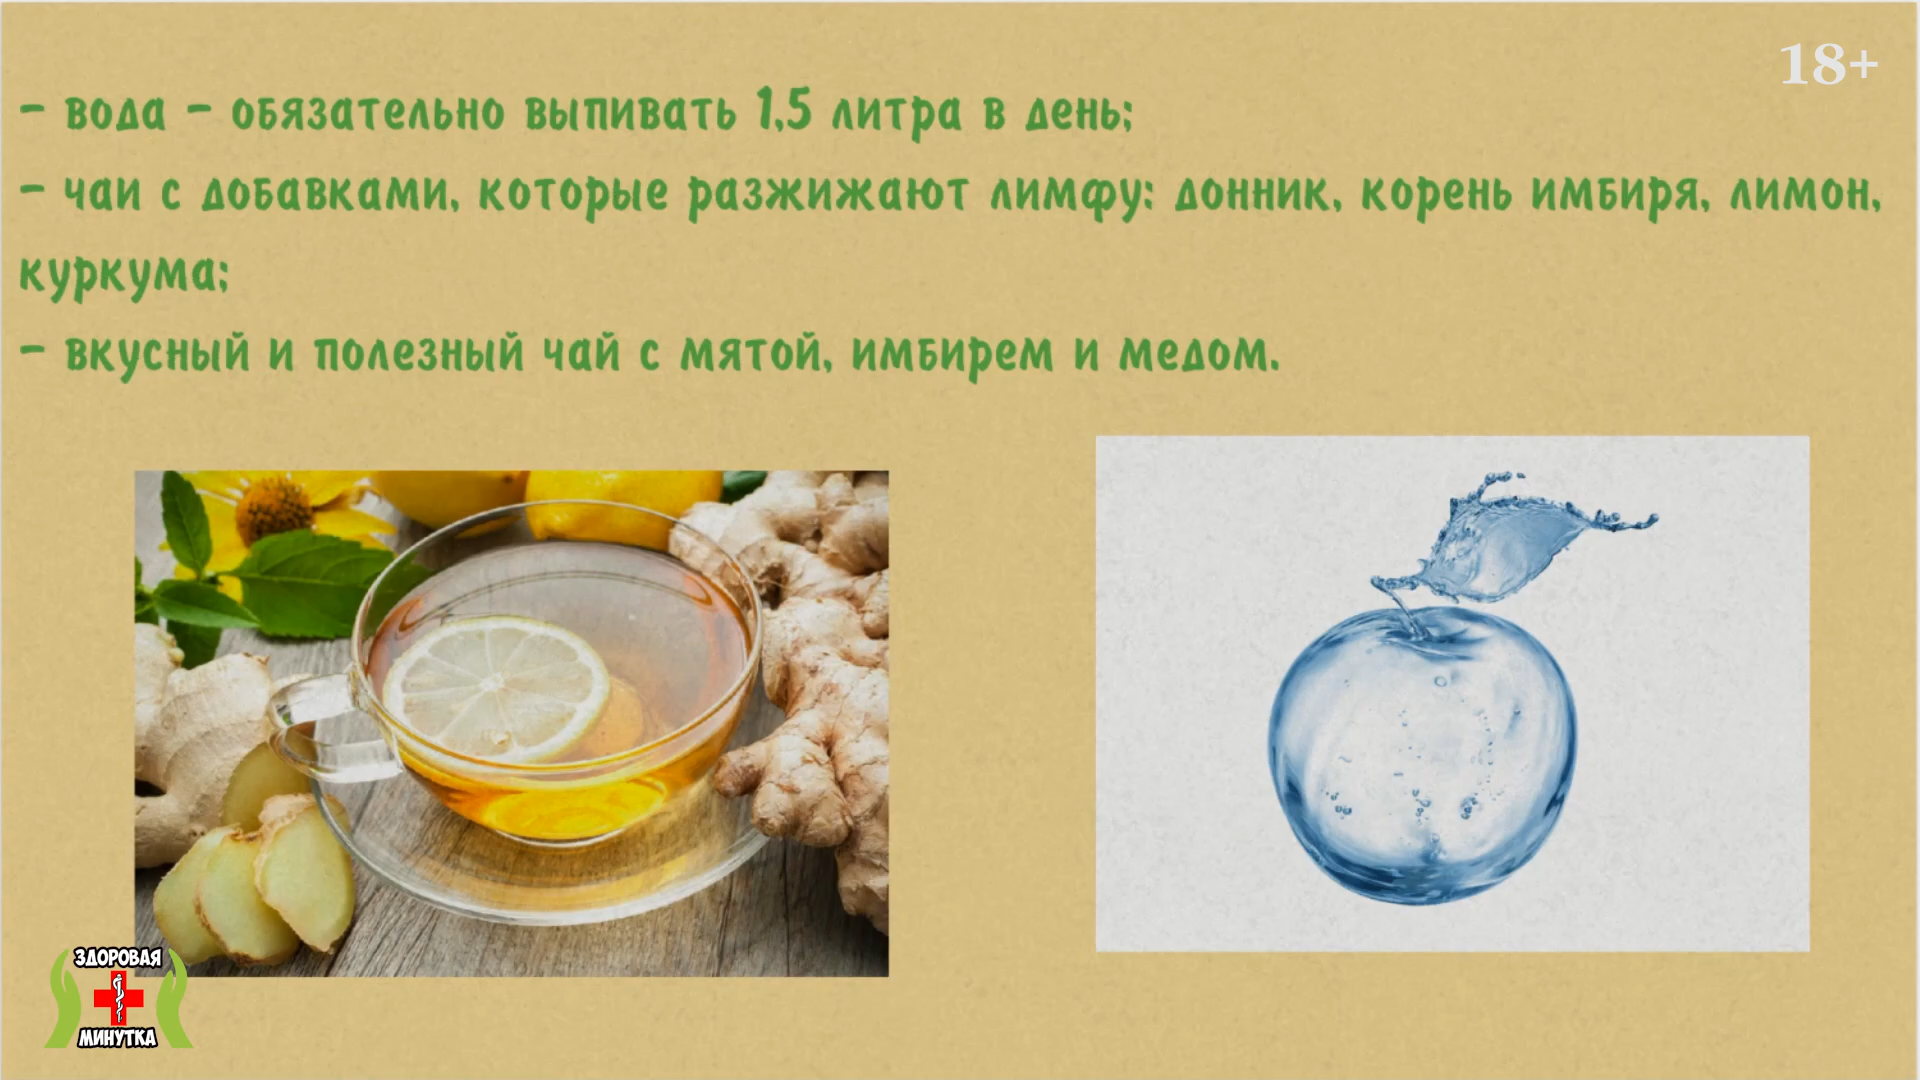 18+
- вода - обязательно выпивать 1,5 литра в день;
- чаи с добавками, которые разжижают лимфу: донник, корень имбиря, лимон,
куркума;
- вкусный и полезный чай с мятой, имбирем и медом.
ЗДОРОВАЯ
МИНУТКА